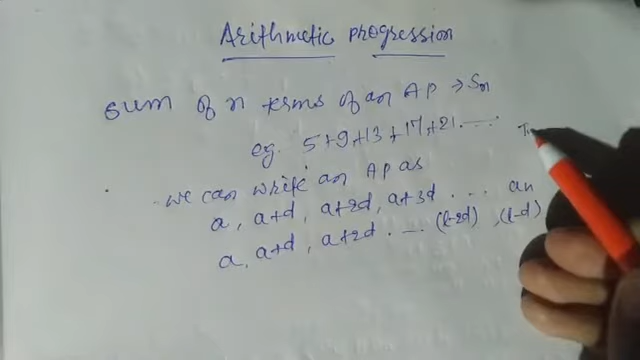 Arithmetic progression
Sum of n terms of an AP → Sn
eg. 5+9+13+17+21.....
we can write an AP as
a, a+d, a+2d, a+3d ... an
a, a+d, a+2d .... (l-2d), (l-d)